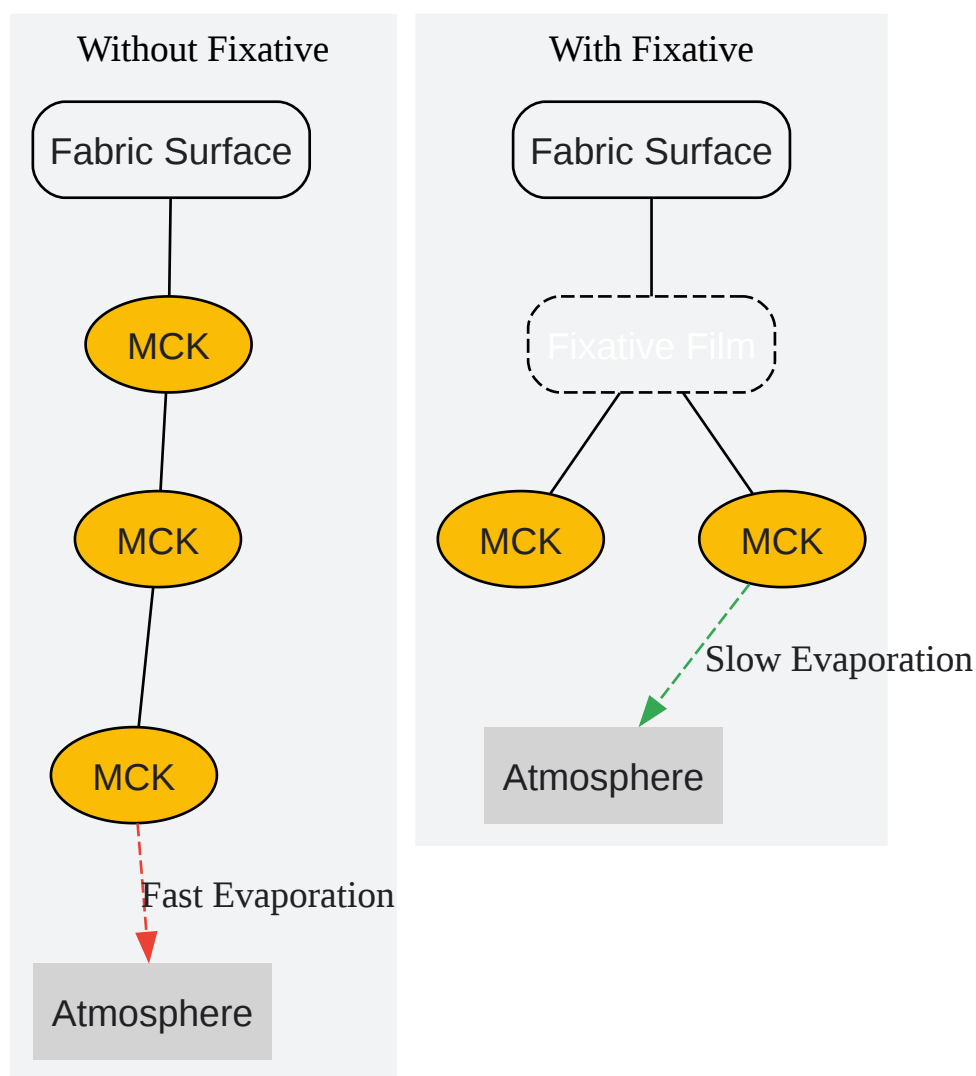 Without Fixative
Fabric Surface
MCK
MCK
MCK
Fast Evaporation
Atmosphere
With Fixative
Fabric Surface
Fixative Film
MCK
MCK
Slow Evaporation
Atmosphere